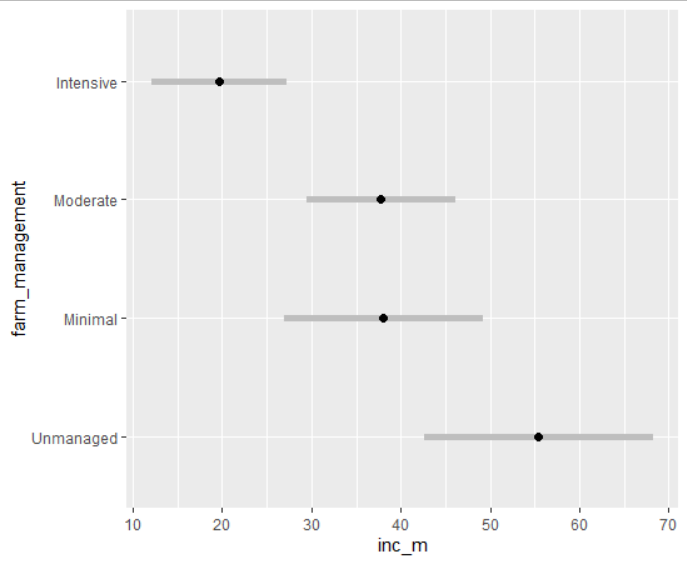 Intensive
Moderate
Minimal
Unmanaged
farm_management
10 20 30 40 50 60 70
inc_m